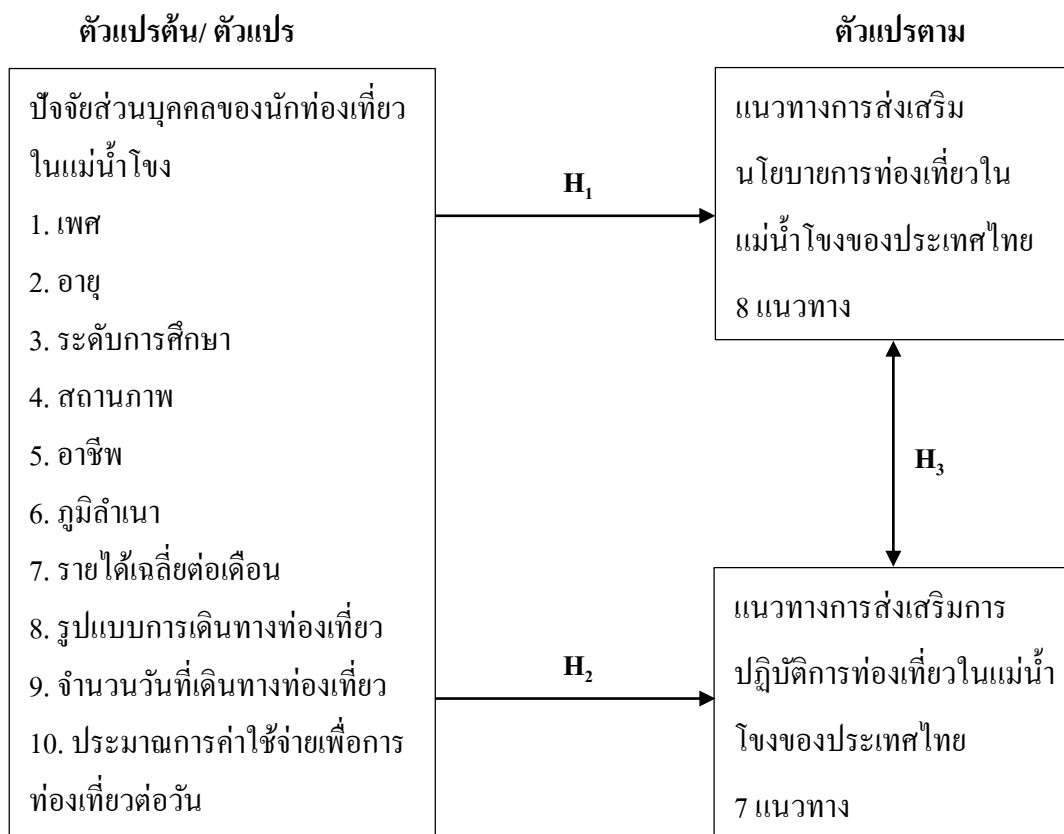 ตัวแปรต้น/ ตัวแปร
ปัจจัยส่วนบุคคลของนักท่องเที่ยว
ในแม่น้ำโขง
1. เพศ
2. อายุ
3. ระดับการศึกษา
4. สถานภาพ
5. อาชีพ
6. ภูมิลำเนา
7. รายได้เฉลี่ยต่อเดือน
8. รูปแบบการเดินทางท่องเที่ยว
9. จำนวนวันที่เดินทางท่องเที่ยว
10. ประมาณการค่าใช้จ่ายเพื่อการ
ท่องเที่ยวต่อวัน
H₁
H₂
ตัวแปรตาม
แนวทางการส่งเสริม
นโยบายการท่องเที่ยวใน
แม่น้ำโขงของประเทศไทย
8 แนวทาง
H₃
แนวทางการส่งเสริมการ
ปฏิบัติการท่องเที่ยวในแม่น้ำ
โขงของประเทศไทย
7 แนวทาง